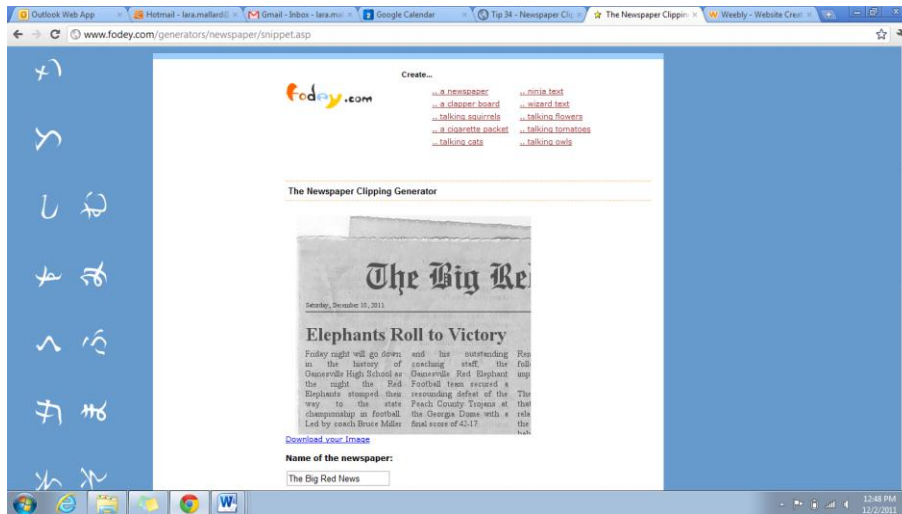 Outlook Web App
Hotmail - lara.mallard@
Gmail - Inbox - lara.mal
Google Calendar
Tip 34 - Newspaper Clip
The Newspaper Clippin
Weebly - Website Creat
www.fodey.com/generators/newspaper/snippet.asp
Create...
fodey.com
... a newspaper
... ninja text
... a clapper board
... wizard text
... talking squirrels
... talking flowers
... a cigarette packet
... talking tomatoes
... talking cats
... talking owls
The Newspaper Clipping Generator
The Big Re
Saturday, December 10, 2011
Elephants Roll to Victory
Friday night will go down
in the history of
Gainesville High School as
the night the Red
Elephants stomped their
way to the state
championship in football.
Led by coach Bruce Miller
and his outstanding
coaching staff, the
Gainesville Red Elephant
Football team secured a
resounding defeat of the
Peach County Trojans at
the Georgia Dome with a
final score of 42-17.
Download your Image
Name of the newspaper:
The Big Red News
12:48 PM
12/2/2011